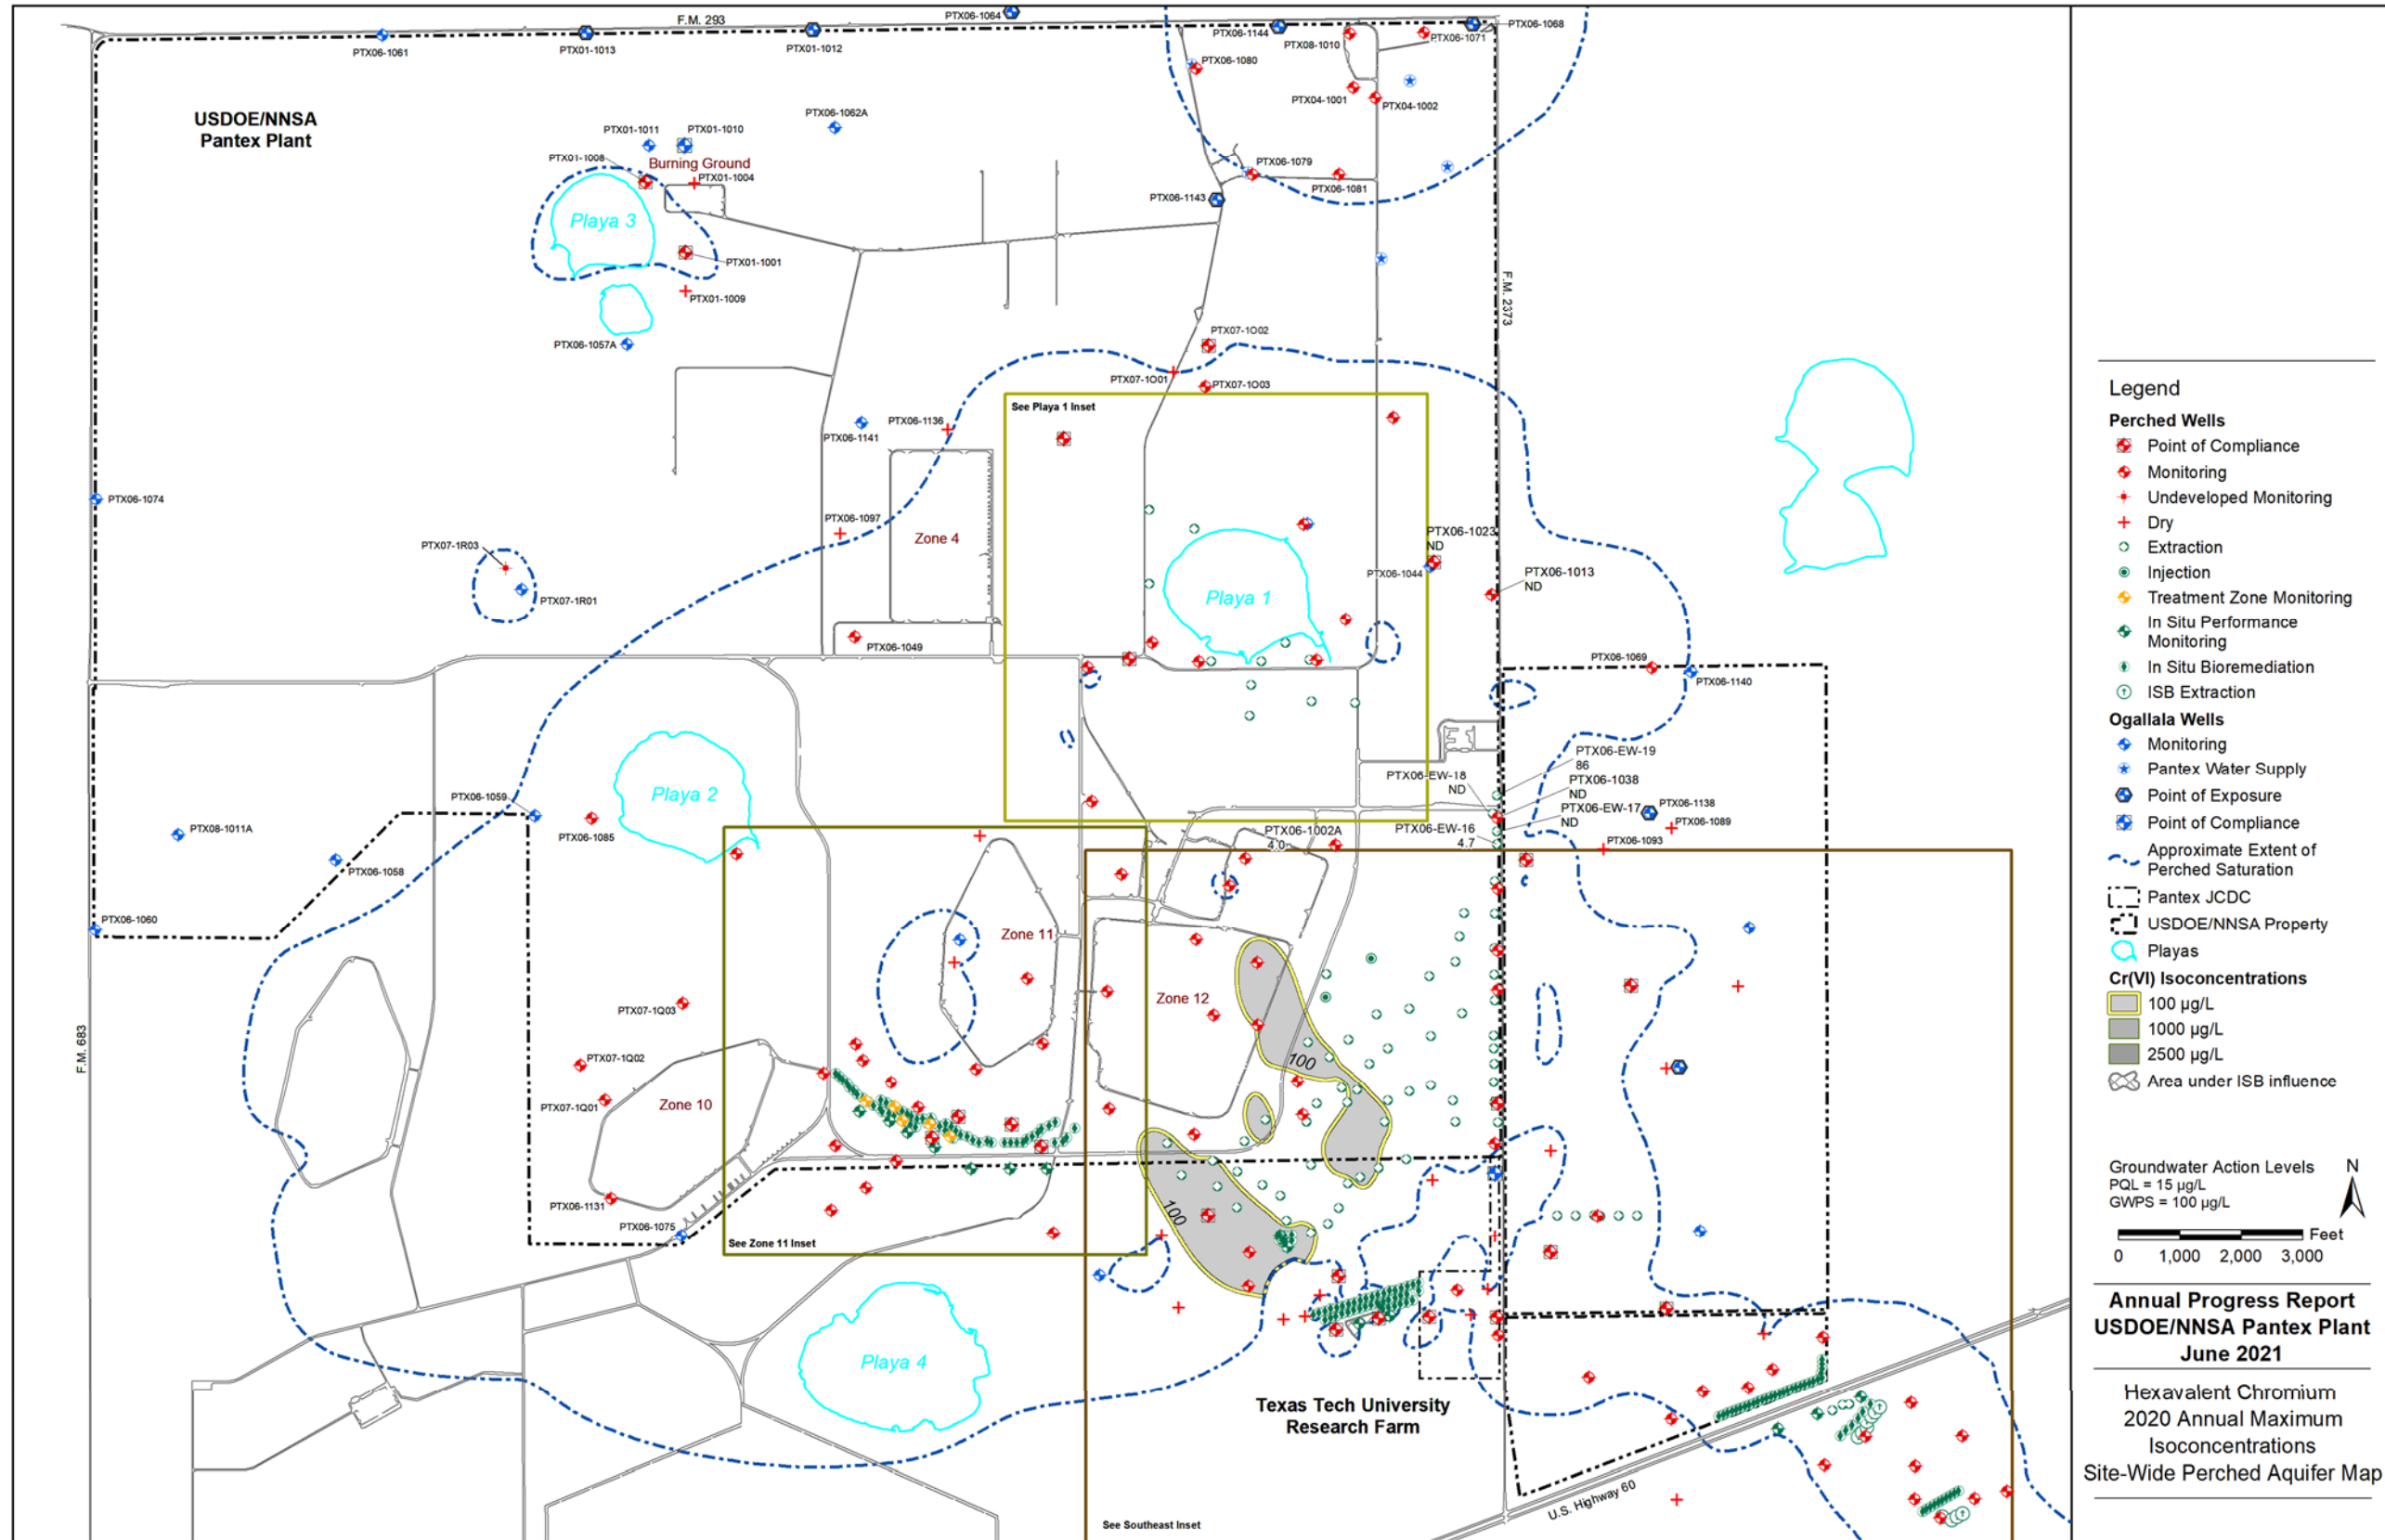 F.M. 293
PTX06-1064
PTX06-1061
PTX01-1013
PTX01-1012
PTX06-1144
PTX08-1010
PTX06-1071
PTX06-1068
PTX06-1080
PTX04-1001
PTX04-1002
USDOE/NNSA
Pantex Plant
PTX06-1062A
PTX01-1011
PTX01-1010
PTX01-1008
Burning Ground
PTX01-1004
Playa 3
PTX01-1001
PTX01-1009
PTX06-1057A
PTX06-1079
PTX06-1081
PTX06-1143
F.M. 2373
PTX07-1O02
PTX07-1O01
PTX07-1O03
See Playa 1 Inset
PTX06-1136
PTX06-1141
PTX06-1074
PTX06-1097
Zone 4
PTX07-1R03
PTX07-1R01
PTX06-1049
Playa 1
PTX06-1023
ND
PTX06-1044
PTX06-1013
ND
PTX06-1069
PTX06-1140
PTX06-EW-19
86
PTX06-EW-18
ND
PTX06-1038
ND
PTX06-EW-17
ND
PTX06-EW-16
4.7
PTX06-1138
PTX06-1089
PTX06-1093
PTX06-1002A
4.0
PTX06-1059
Playa 2
PTX06-1085
PTX08-1011A
PTX06-1058
PTX06-1060
Zone 11
Zone 12
F.M. 683
PTX07-1Q03
PTX07-1Q02
PTX07-1Q01
Zone 10
100
100
PTX06-1131
PTX06-1075
See Zone 11 Inset
Playa 4
Texas Tech University
Research Farm
U.S. Highway 60
See Southeast Inset
Legend
Perched Wells
Point of Compliance
Monitoring
Undeveloped Monitoring
Dry
Extraction
Injection
Treatment Zone Monitoring
In Situ Performance
Monitoring
In Situ Bioremediation
ISB Extraction
Ogallala Wells
Monitoring
Pantex Water Supply
Point of Exposure
Point of Compliance
Approximate Extent of
Perched Saturation
Pantex JCDC
USDOE/NNSA Property
Playas
Cr(VI) Isoconcentrations
100 µg/L
1000 µg/L
2500 µg/L
Area under ISB influence
Groundwater Action Levels
PQL = 15 µg/L
GWPS = 100 µg/L
N
Feet
0 1,000 2,000 3,000
Annual Progress Report
USDOE/NNSA Pantex Plant
June 2021
Hexavalent Chromium
2020 Annual Maximum
Isoconcentrations
Site-Wide Perched Aquifer Map